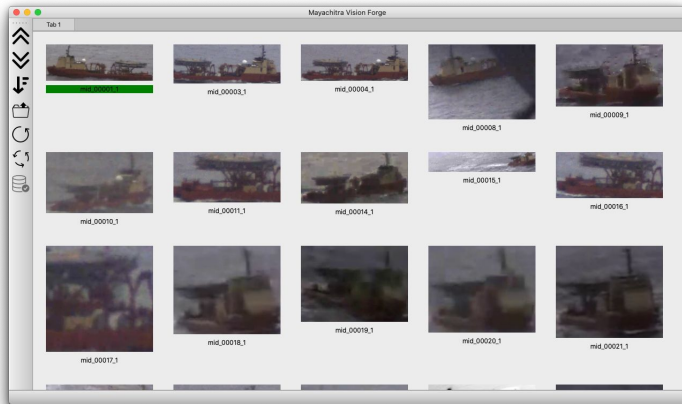 Mayachitra Vision Forge
Tab 1
mid_00001_1
mid_00003_1
mid_00004_1
mid_00008_1
mid_00009_1
mid_00010_1
mid_00011_1
mid_00014_1
mid_00015_1
mid_00016_1
mid_00017_1
mid_00018_1
mid_00019_1
mid_00020_1
mid_00021_1